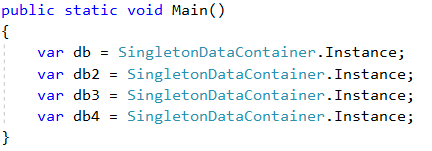 public static void Main()
{
    var db = SingletonDataContainer.Instance;
    var db2 = SingletonDataContainer.Instance;
    var db3 = SingletonDataContainer.Instance;
    var db4 = SingletonDataContainer.Instance;
}